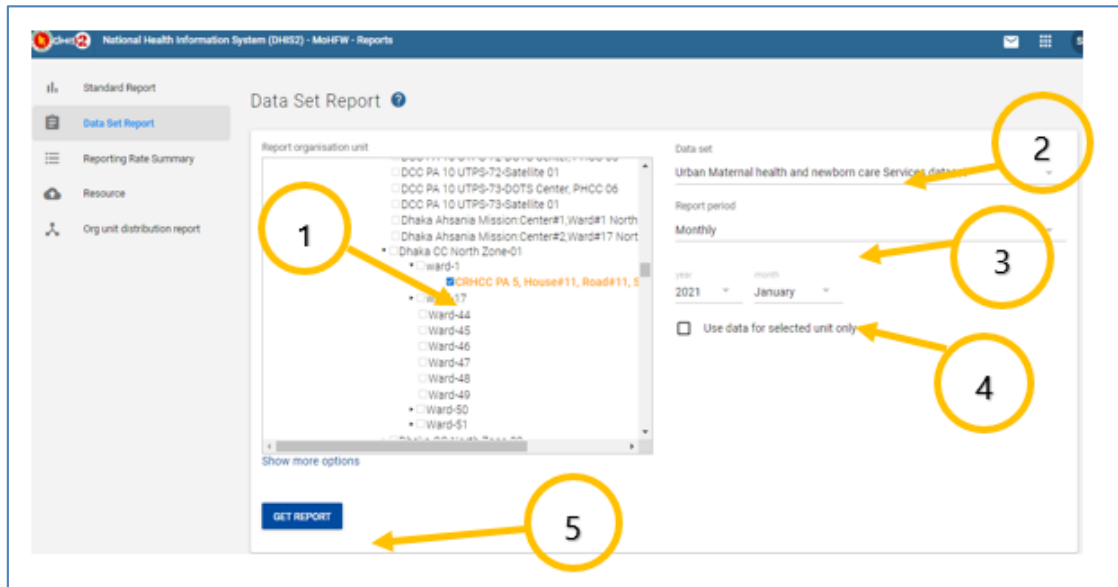 dhis2 National Health Information System (DHIS2) - MoHFW - Reports
Standard Report
Data Set Report
Reporting Rate Summary
Resource
Org unit distribution report
Data Set Report
Report organisation unit
DCC PA 10 UTPS-72-Satellite 01
DCC PA 10 UTPS-73-DOTS Center, PHCC 06
DCC PA 10 UTPS-73-Satellite 01
Dhaka Ahsania Mission:Center#1,Ward#1 North
Dhaka Ahsania Mission:Center#2,Ward#17 Nort
Dhaka CC North Zone-01
ward-1
CRHCC PA 5, House#11, Road#11, S
17
Ward-44
Ward-45
Ward-46
Ward-47
Ward-48
Ward-49
Ward-50
Ward-51
Show more options
GET REPORT
Data set
Urban Maternal health and newborn care Services
Report period
Monthly
year month
2021 January
Use data for selected unit only
1
2
3
4
5